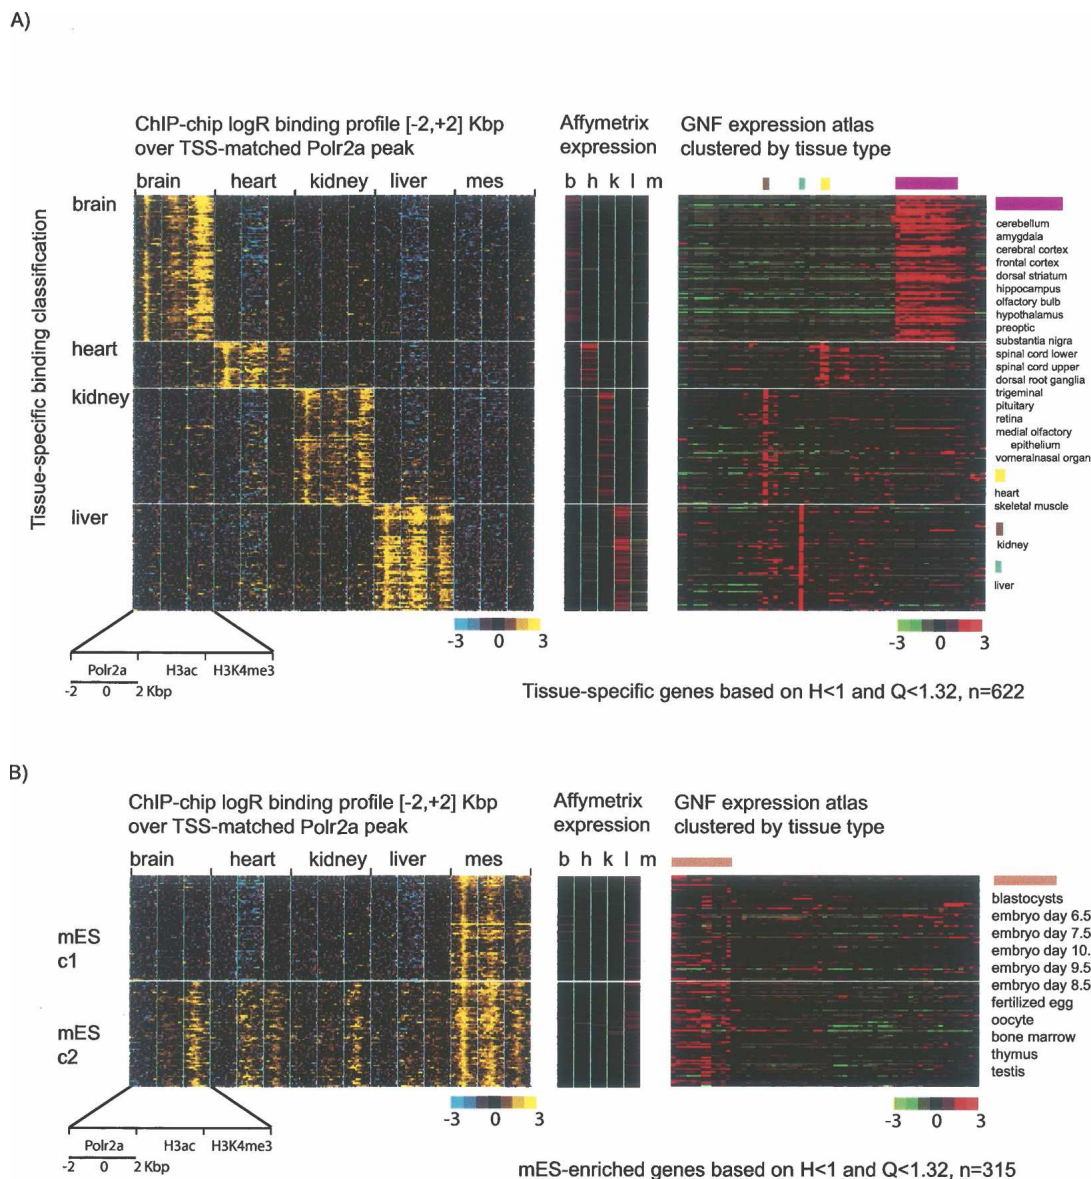 A)
ChIP-chip logR binding profile [-2,+2] Kbp
over TSS-matched Polr2a peak
Affymetrix
expression
GNF expression atlas
clustered by tissue type
brain heart kidney liver mes
b h k l m
Tissue-specific binding classification
brain
heart
kidney
liver
cerebellum
amygdala
cerebral cortex
frontal cortex
dorsal striatum
hippocampus
olfactory bulb
hypothalamus
preoptic
substantia nigra
spinal cord lower
spinal cord upper
dorsal root ganglia
trigeminal
pituitary
retina
medial olfactory
epithelium
vomeralnasal organ
heart
skeletal muscle
kidney
liver
-3 0 3
-3 0 3
Polr2a H3ac H3K4me3
-2 0 2 Kbp
Tissue-specific genes based on H<1 and Q<1.32, n=622
B)
ChIP-chip logR binding profile [-2,+2] Kbp
over TSS-matched Polr2a peak
Affymetrix
expression
GNF expression atlas
clustered by tissue type
brain heart kidney liver mes
b h k l m
mES
c1
mES
c2
blastocysts
embryo day 6.5
embryo day 7.5
embryo day 10.
embryo day 9.5
embryo day 8.5
fertilized egg
oocyte
bone marrow
thymus
testis
-3 0 3
-3 0 3
Polr2a H3ac H3K4me3
-2 0 2 Kbp
mES-enriched genes based on H<1 and Q<1.32, n=315